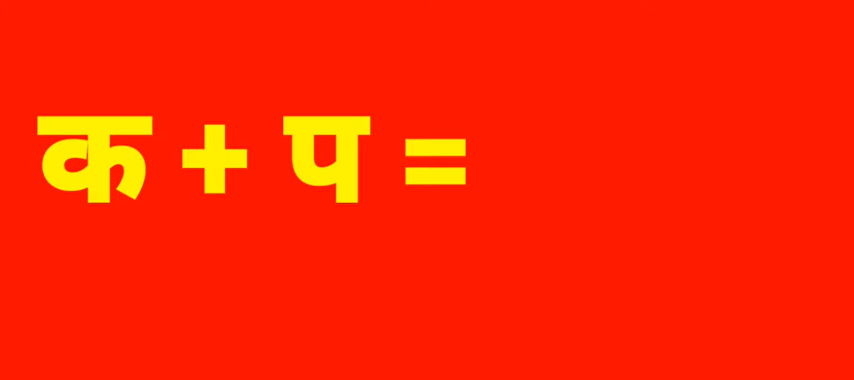 क + प =